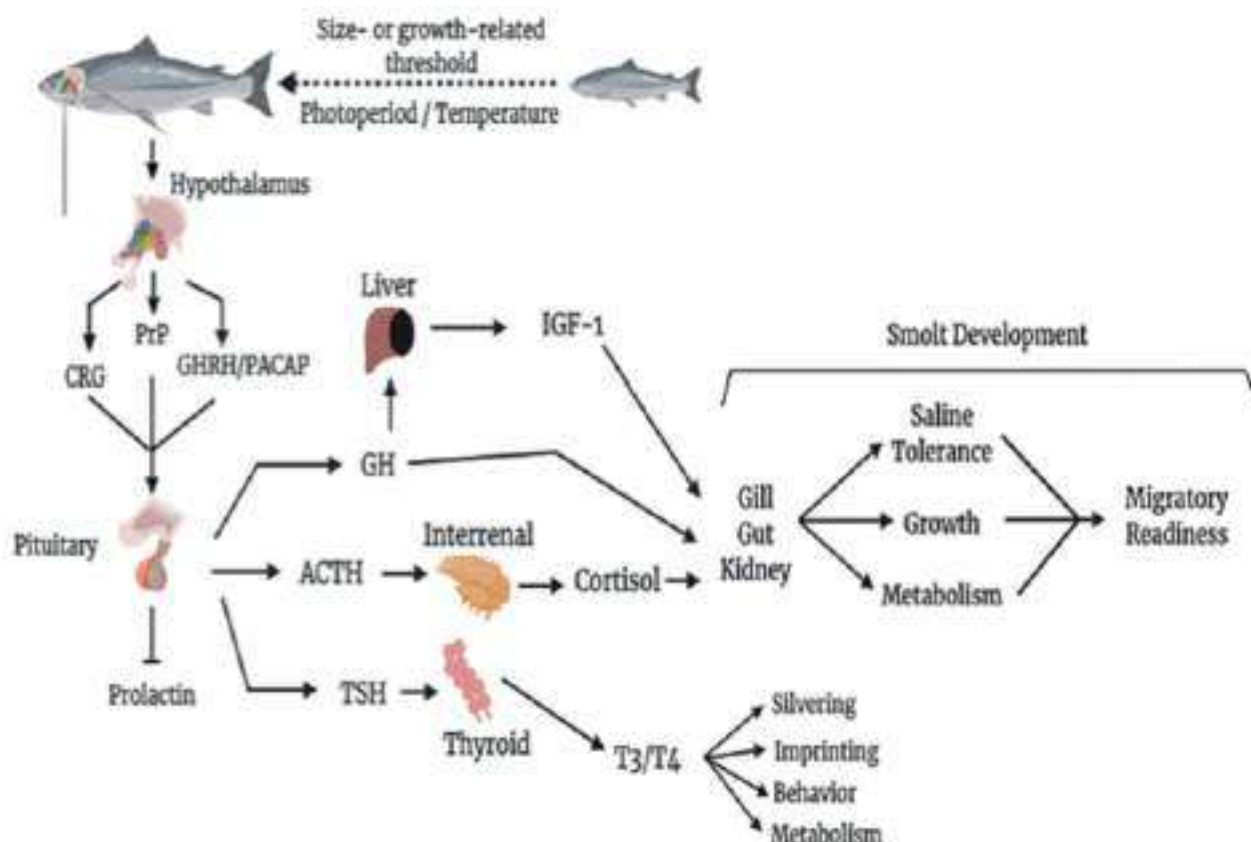 Size- or growth-related
threshold
Photoperiod / Temperature
Hypothalamus
PrP
CRG
GHRH/PACAP
Liver
IGF-1
Smolt Development
GH
Saline
Tolerance
Gill
Gut
Kidney
Growth
Migratory
Readiness
Metabolism
Pituitary
ACTH
Interrenal
Cortisol
Prolactin
TSH
Thyroid
T3/T4
Silvering
Imprinting
Behavior
Metabolism